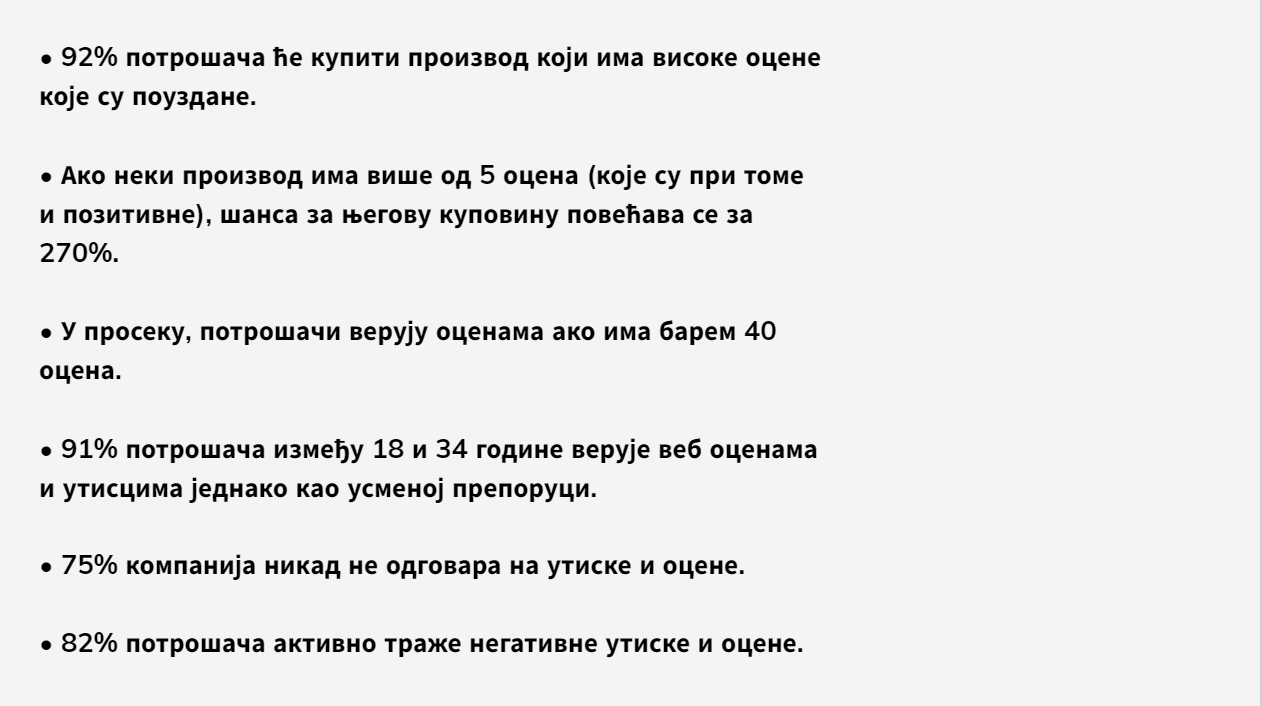 • 92% потрошача ће купити производ који има високе оцене
које су поуздане.
• Ако неки производ има више од 5 оцена (које су при томе
и позитивне), шанса за његову куповину повећава се за
270%.
• У просеку, потрошачи верују оценама ако има барем 40
оцена.
• 91% потрошача између 18 и 34 године верује веб оценама
и утисцима једнако као усменој препоруци.
• 75% компанија никад не одговара на утиске и оцене.
• 82% потрошача активно траже негативне утиске и оцене.